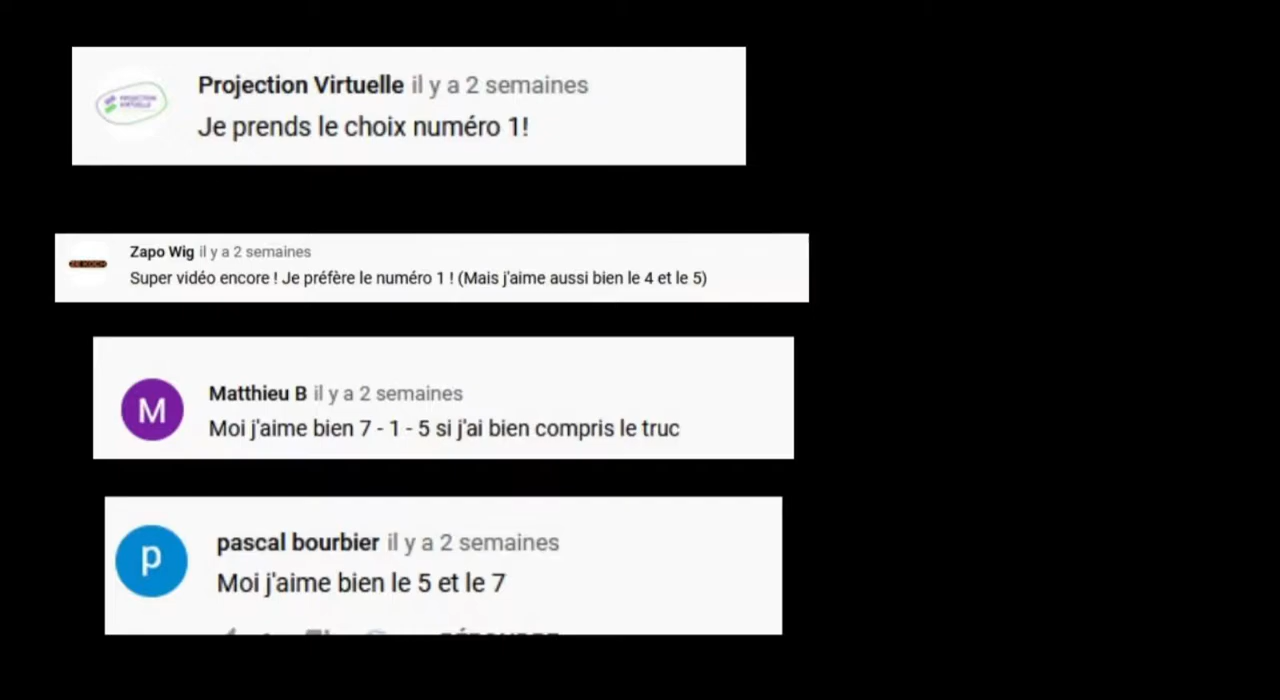 Projection Virtuelle il y a 2 semaines
Je prends le choix numéro 1!
Zapo Wig il y a 2 semaines
Super vidéo encore ! Je préfère le numéro 1 ! (Mais j'aime aussi bien le 4 et le 5)
M
Matthieu B il y a 2 semaines
Moi j'aime bien 7 - 1 - 5 si j'ai bien compris le truc
p
pascal bourbier il y a 2 semaines
Moi j'aime bien le 5 et le 7